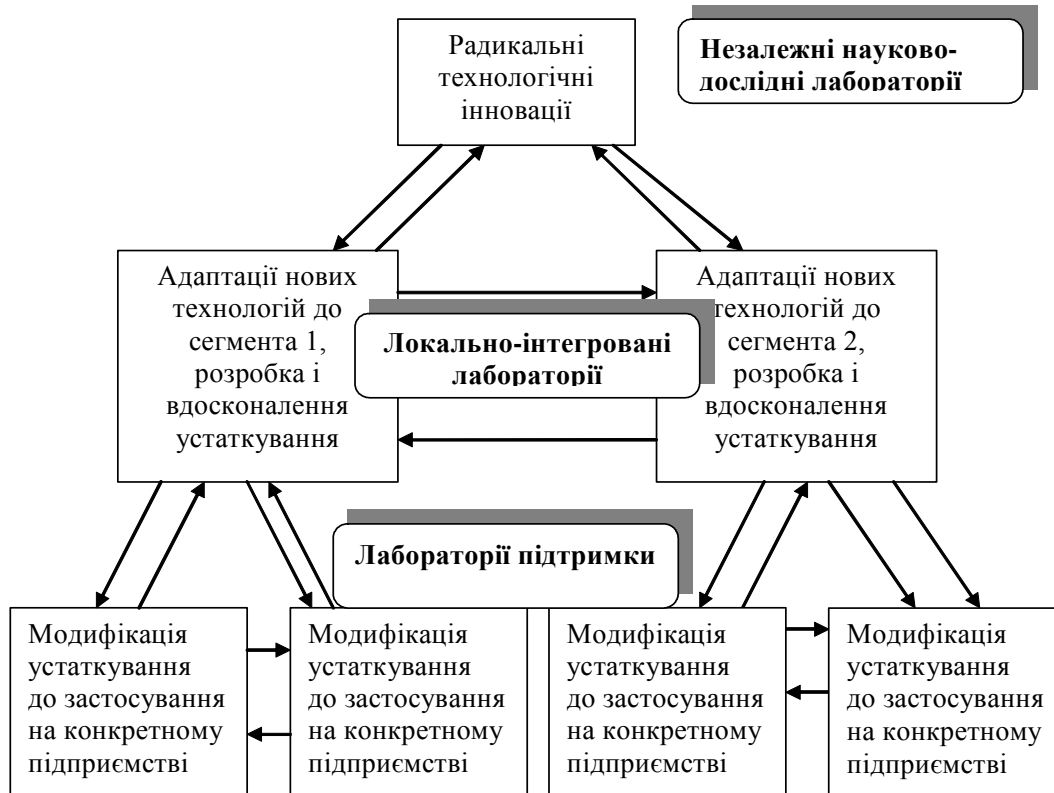 Радикальні
технологічні
інновації
Незалежні науково-
дослідні лабораторії
Адаптації нових
технологій до
сегмента 1,
розробка і
вдосконалення
устаткування
Локально-інтегровані
лабораторії
Адаптації нових
технологій до
сегмента 2,
розробка і
вдосконалення
устаткування
Лабораторії підтримки
Модифікація
устаткування
до застосування
на конкретному
підприємстві
Модифікація
устаткування
до застосування
на конкретному
підприємстві
Модифікація
устаткування
до застосування
на конкретному
підприємстві
Модифікація
устаткування
до застосування
на конкретному
підприємстві